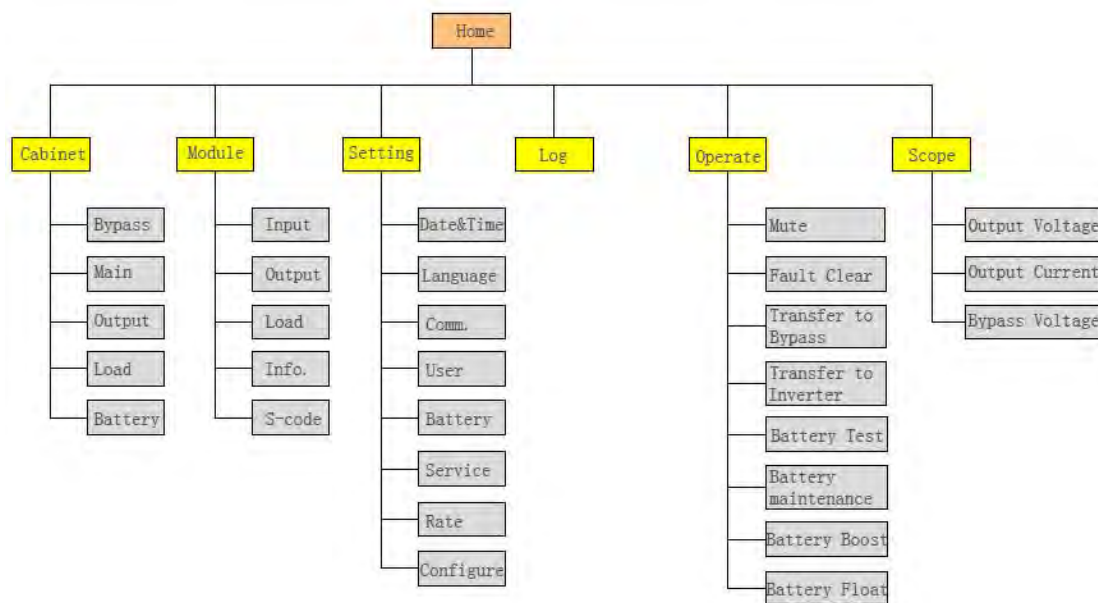 Home
Cabinet
Module
Setting
Log
Operate
Scope
Bypass
Main
Output
Load
Battery
Input
Output
Load
Info.
S-code
Date&Time
Language
Comm.
User
Battery
Service
Rate
Configure
Mute
Fault Clear
Transfer to
Bypass
Transfer to
Inverter
Battery Test
Battery
maintenance
Battery Boost
Battery Float
Output Voltage
Output Current
Bypass Voltage